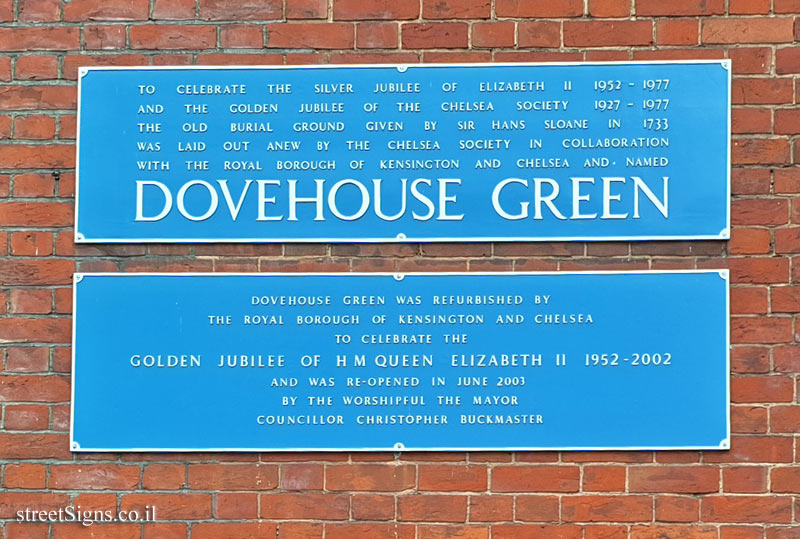 TO CELEBRATE THE SILVER JUBILEE OF ELIZABETH II 1952 - 1977
AND THE GOLDEN JUBILEE OF THE CHELSEA SOCIETY 1927 - 1977
THE OLD BURIAL GROUND GIVEN BY SIR HANS SLOANE IN 1733
WAS LAID OUT ANEW BY THE CHELSEA SOCIETY IN COLLABORATION
WITH THE ROYAL BOROUGH OF KENSINGTON AND CHELSEA AND · NAMED
DOVEHOUSE GREEN
DOVEHOUSE GREEN WAS REFURBISHED BY
THE ROYAL BOROUGH OF KENSINGTON AND CHELSEA
TO CELEBRATE THE
GOLDEN JUBILEE OF H M QUEEN ELIZABETH II 1952-2002
AND WAS RE-OPENED IN JUNE 2003
BY THE WORSHIPFUL THE MAYOR
COUNCILLOR CHRISTOPHER BUCKMASTER
streetSigns.co.il